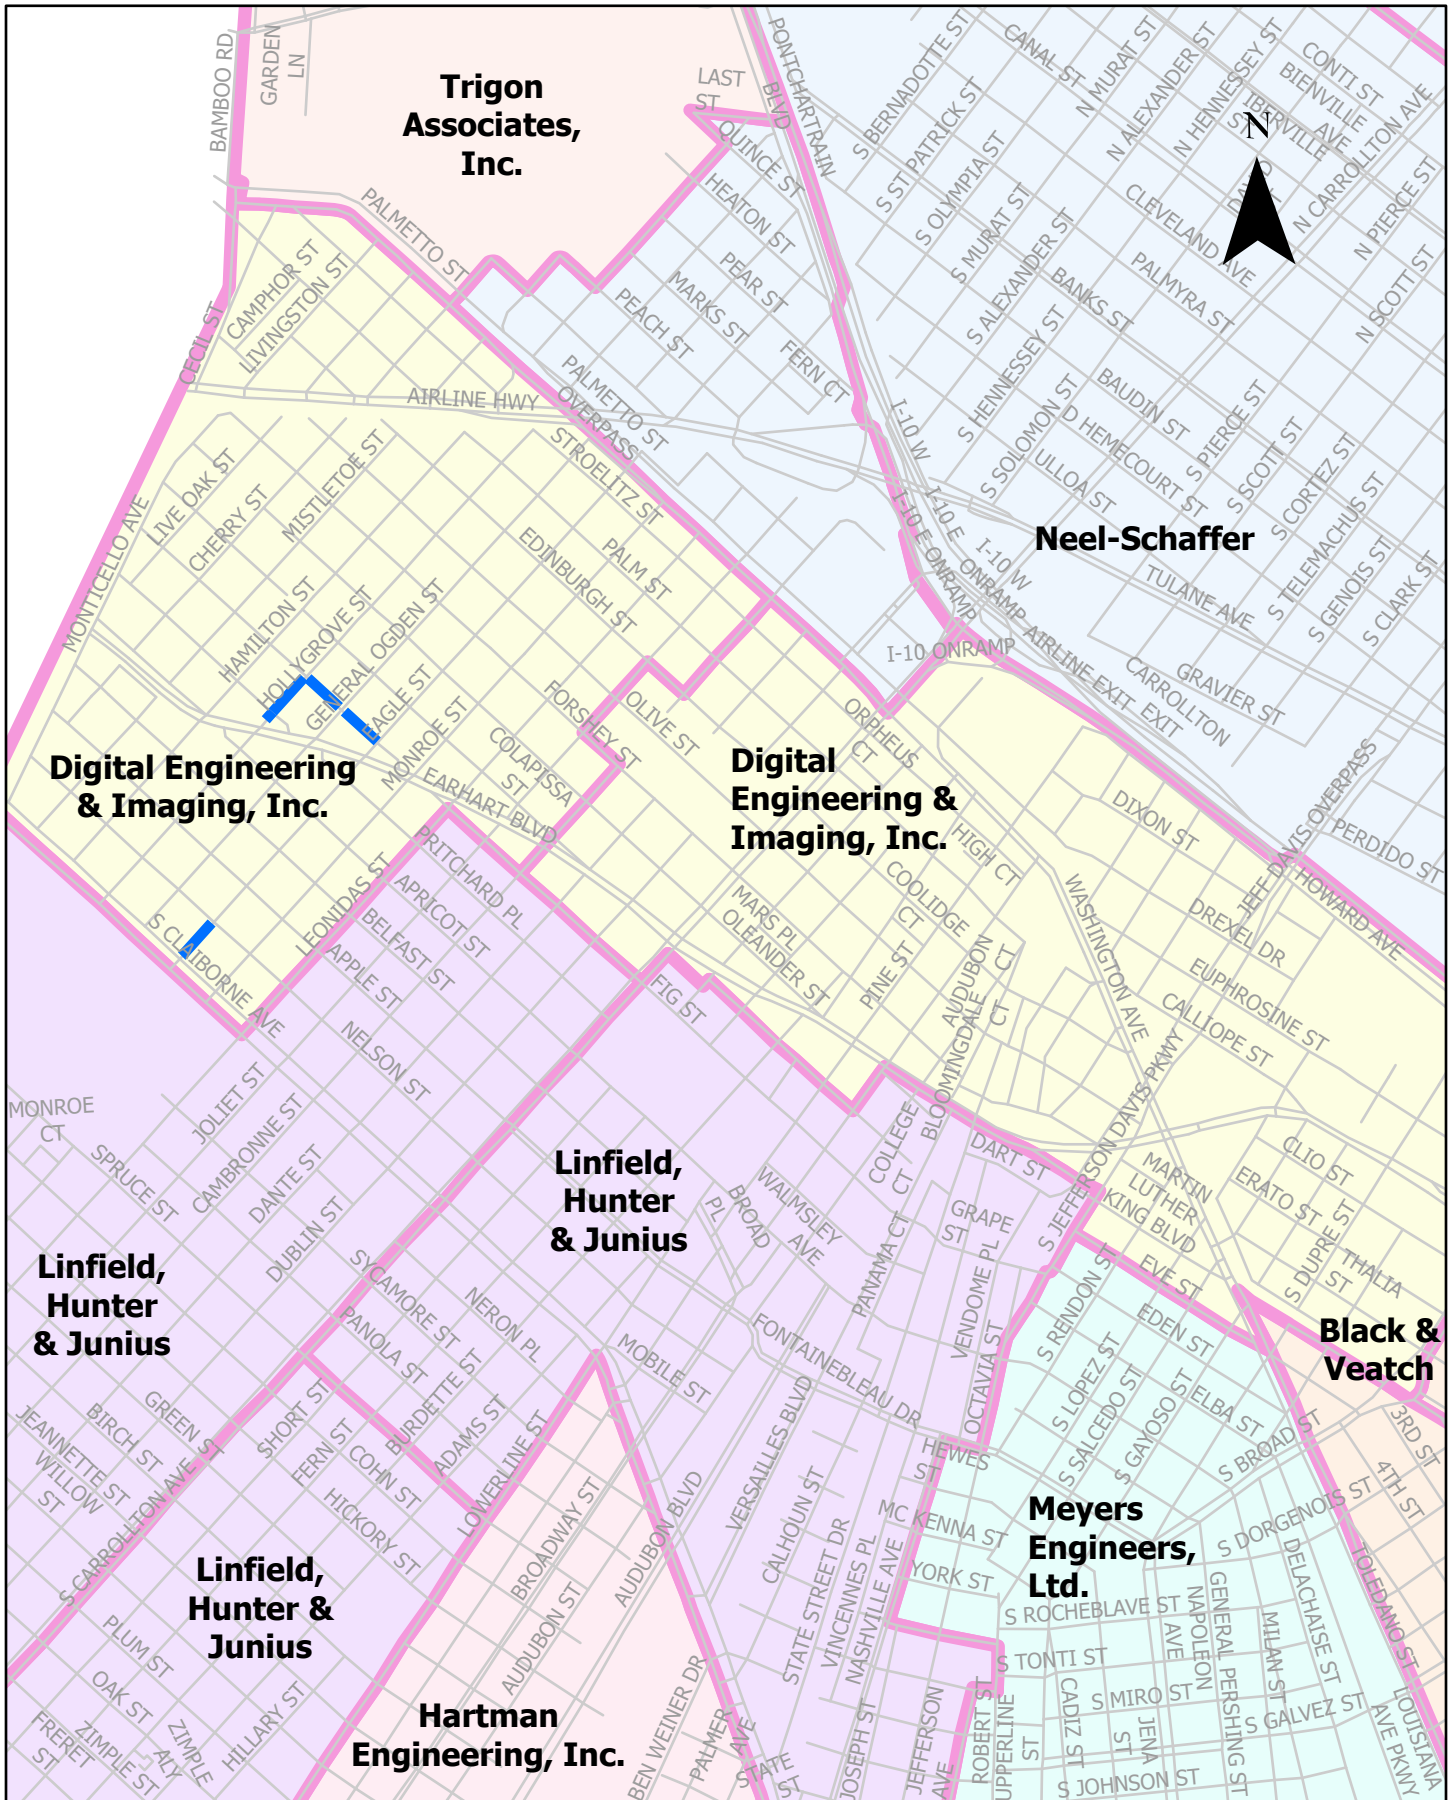 BAMBOO RD
GARDEN
LN
Trigon
Associates,
Inc.
LAST
ST
PONTCHARTRAIN
BLVD
QUINCE ST
HEATON ST
PEAR ST
MARKS ST
PEACH ST
FERN CT
PALMETTO ST
PALMETTO ST
OVERPASS
S BERNADOTTE ST
CANAL ST
N MURAT ST
N ALEXANDER ST
N HENNESSEY ST
CONTI ST
BIENVILLE
AVE
IBERVILLE
ST
N
DAVID
N CARROLLTON AVE
N PIERCE ST
N SCOTT ST
S ST PATRICK ST
S OLYMPIA ST
S MURAT ST
S ALEXANDER ST
CLEVELAND AVE
PALMYRA ST
BANKS ST
S HENNESSEY ST
S SOLOMON ST
BAUDIN ST
D HEMECOURT ST
ULLOA ST
S PIERCE ST
S SCOTT ST
S CORTEZ ST
S TELEMACHUS ST
S GENOIS ST
S CLARK ST
Neel-Schaffer
TULANE AVE
GRAVIER ST
I-10 W
I-10 E
ONRAMP
I-10 E ONRAMP
I-10 W
AIRLINE EXIT
CARROLLTON
EXIT
I-10 ONRAMP
CAMPHOR ST
LIVINGSTON ST
CECIL ST
AIRLINE HWY
STROELITZ ST
LIVE OAK ST
CHERRY ST
MISTLETOE ST
MONTICELLO AVE
EDINBURGH ST
PALM ST
HAMILTON ST
HOLLYGROVE ST
GENERAL OGDEN ST
EAGLE ST
MONROE ST
COLAPISSA
ST
FORSHEY ST
OLIVE ST
EARHART BLVD
Digital Engineering
& Imaging, Inc.
Digital
Engineering &
Imaging, Inc.
ORPHEUS
CT
HIGH CT
COOLIDGE
CT
MARS PL
OLEANDER ST
PINE ST
AUDUBON
CT
BLOOMINGDALE
CT
WASHINGTON AVE
DIXON ST
JEFF DAVIS OVERPASS
PERDIDO ST
HOWARD AVE
DREXEL DR
EUPHROSINE ST
CALLIOPE ST
S CLAIBORNE AVE
LEONIDAS ST
PRITCHARD PL
APRICOT ST
BELFAST ST
APPLE ST
NELSON ST
FIG ST
MONROE
CT
JOLIET ST
SPRUCE ST
CAMBRONNE ST
DANTE ST
DUBLIN ST
Linfield,
Hunter
& Junius
Linfield,
Hunter
& Junius
BROAD
PL
WALMSLEY
AVE
COLLEGE
CT
DART ST
GRAPE
ST
PANAMA CT
VENDOME PL
OCTAVIA ST
S JEFFERSON DAVIS PKWY
MARTIN
LUTHER
KING BLVD
EVE ST
CLIO ST
ERATO ST
S DUPRE ST
THALIA
ST
Black &
Veatch
SYCAMORE ST
PANOLA ST
NERON PL
BURDETTE ST
ADAMS ST
MOBILE ST
FONTAINEBLEAU DR
S RENDON ST
EDEN ST
S LOPEZ ST
S SALCEDO ST
S GAYOSO ST
ELBA ST
S BROAD ST
3RD ST
4TH ST
GREEN ST
BIRCH ST
JEANNETTE ST
WILLOW
ST
SHORT ST
FERN ST
COHN ST
HICKORY ST
LOWERLINE ST
S CARROLLTON AVE
BROADWAY ST
AUDUBON BLVD
AUDUBON ST
VERSAILLES BLVD
CALHOUN ST
STATE STREET DR
VINCENNES PL
NASHVILLE AVE
HEWES
ST
MC KENNA ST
YORK ST
Meyers
Engineers,
Ltd.
S DORGENOIS ST
DELACHAISE ST
TOLEDANO ST
S ROCHEBLAVE ST
NAPOLEON
AVE
GENERAL PERSHING ST
MILAN ST
S TONTI ST
S MIRO ST
S GALVEZ ST
S JOHNSON ST
CADIZ ST
JENA
ST
LOUISIANA
AVE PKWY
Linfield,
Hunter &
Junius
PLUM ST
OAK ST
FRERET
ST
ZIMPLE ST
ZIMPLE
ALY
HILLARY ST
Hartman
Engineering, Inc.
BEN WEINER DR
PALMER
AVE
STATE
ST
JOSEPH ST
JEFFERSON
AVE
ROBERT ST
UPPERLINE
ST